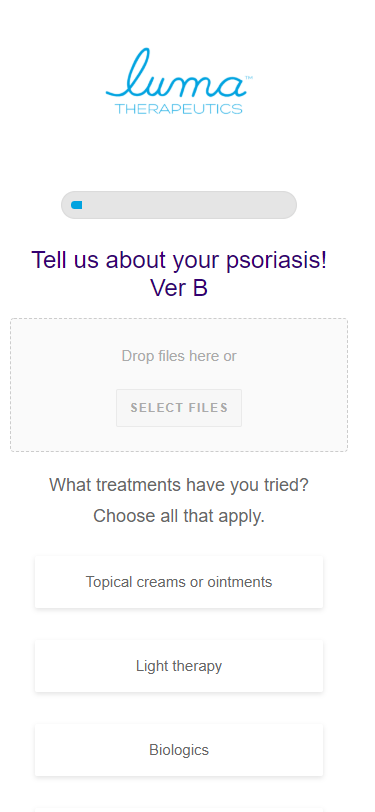 luma™
THERAPEUTICS
Tell us about your psoriasis!
Ver B
Drop files here or
SELECT FILES
What treatments have you tried?
Choose all that apply.
Topical creams or ointments
Light therapy
Biologics